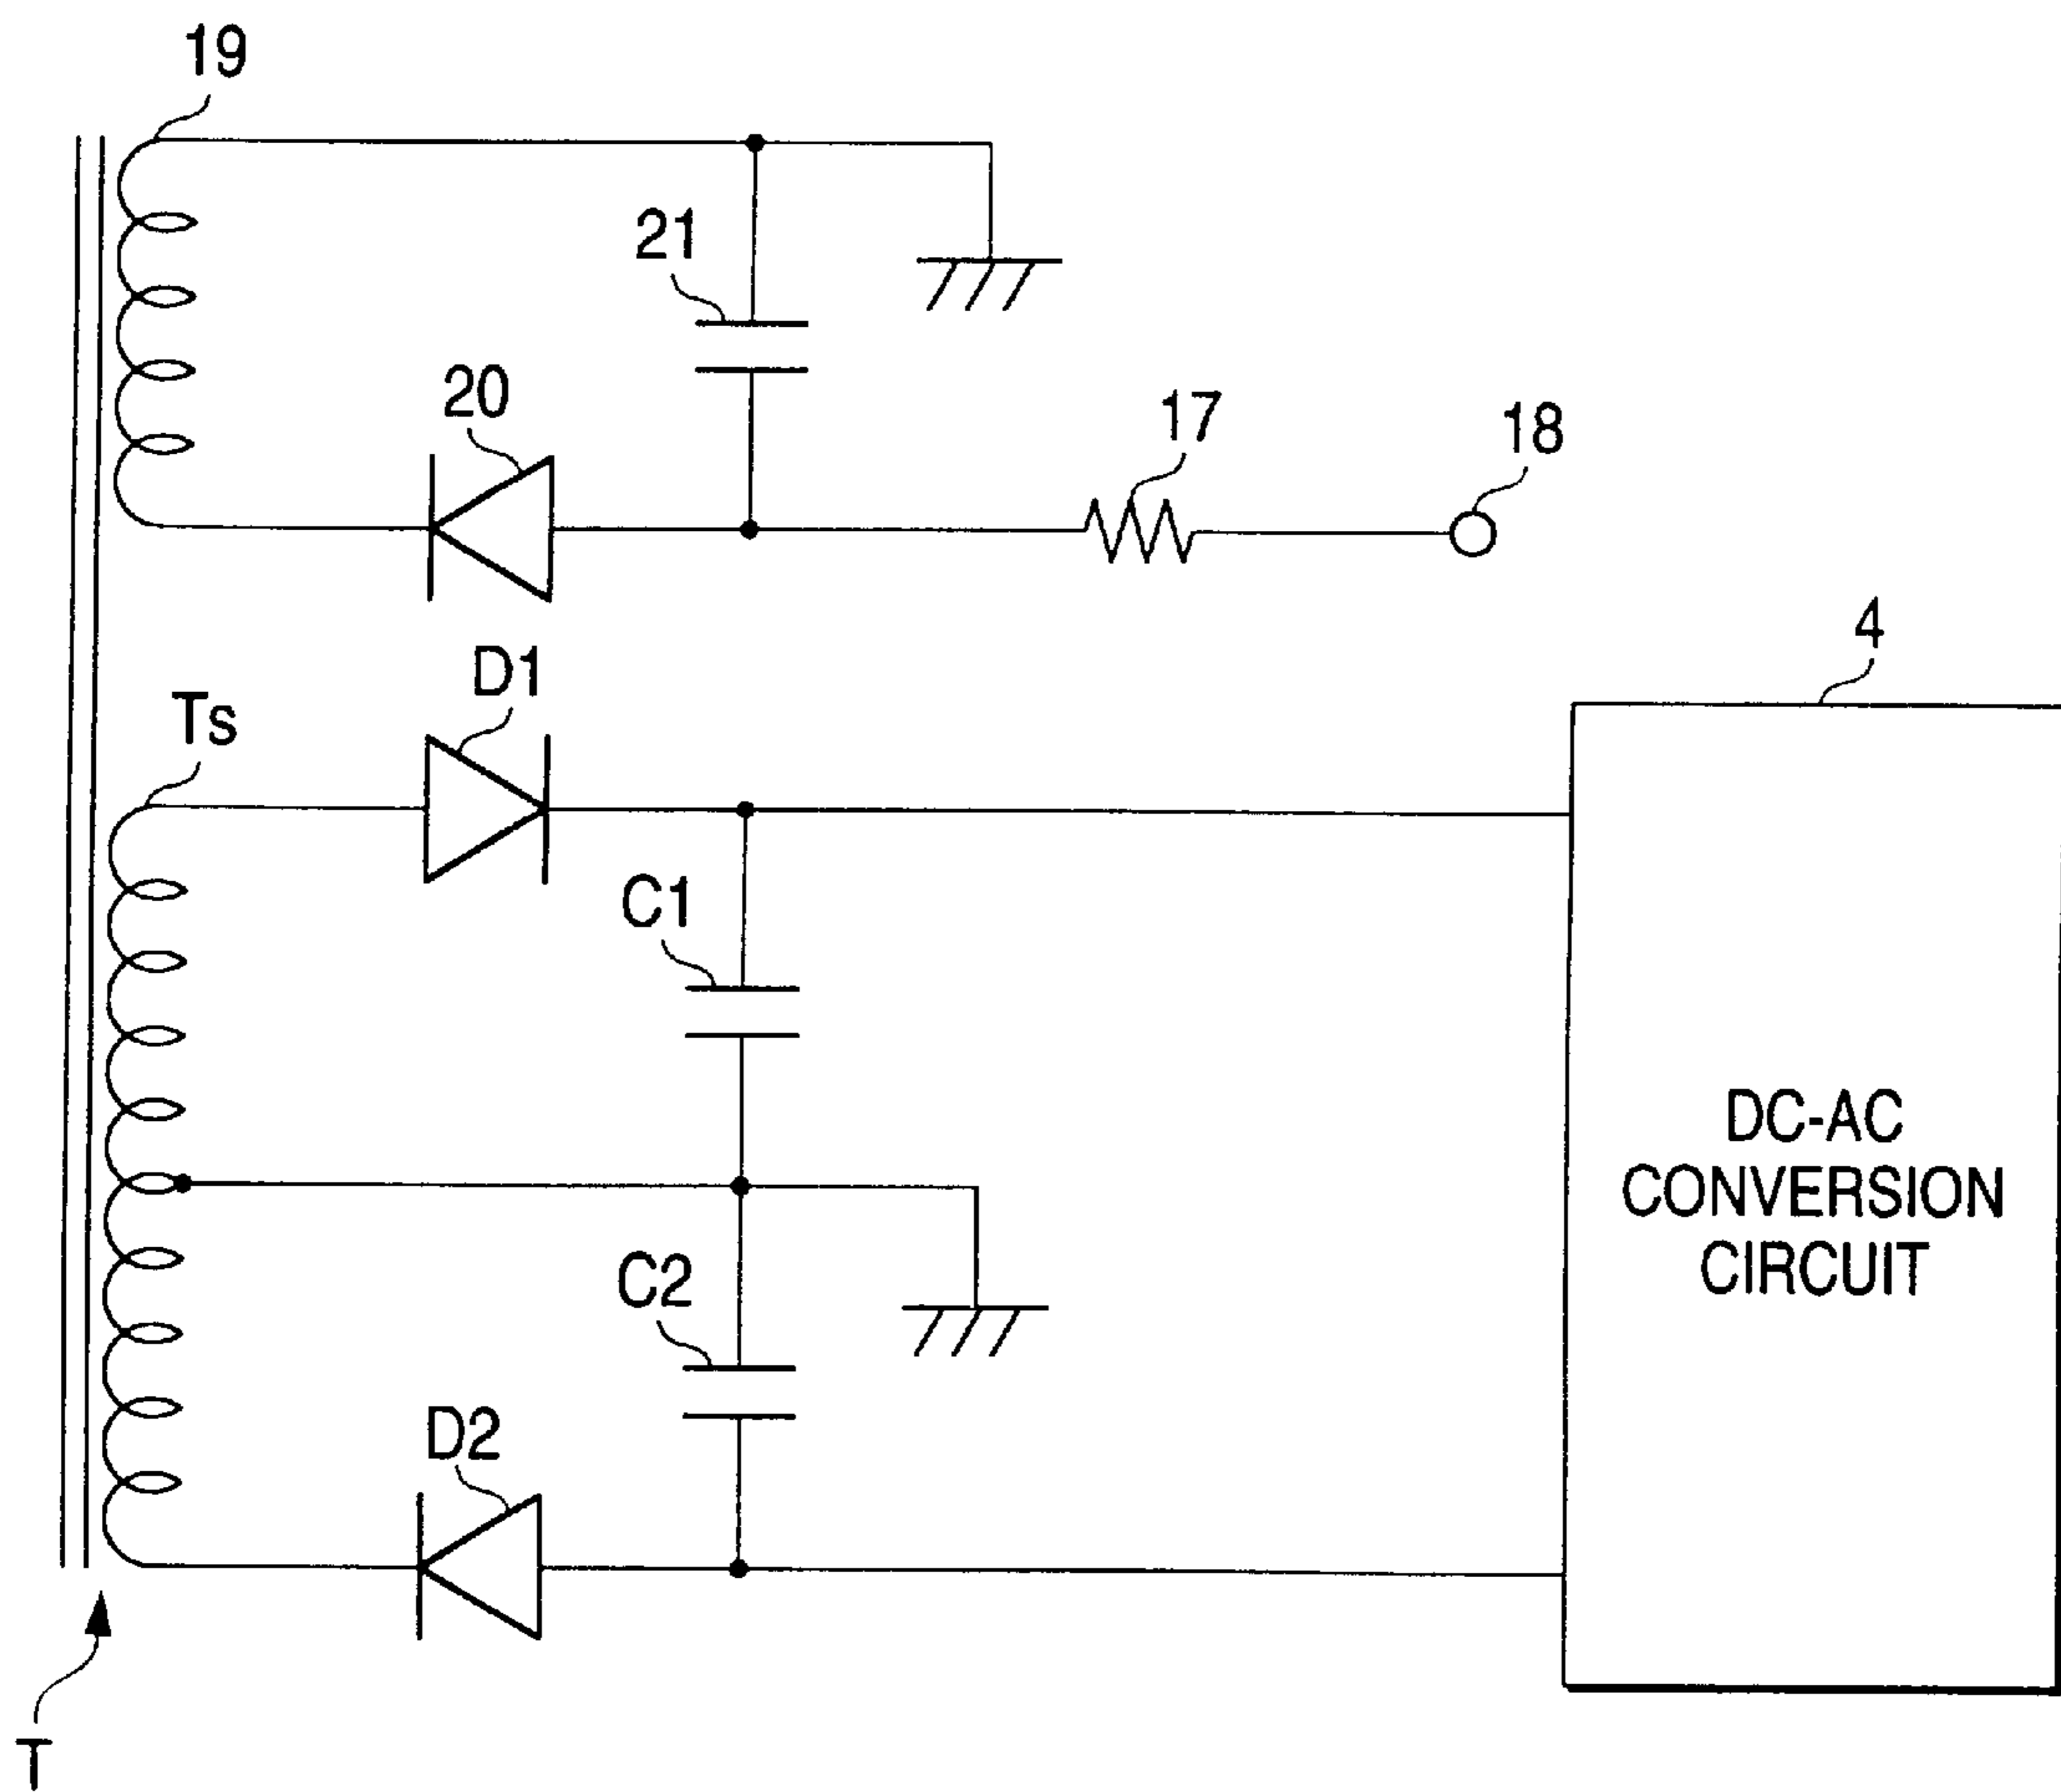 19
21
20
17
18
4
D1
Ts
C1
DC-AC
CONVERSION
CIRCUIT
C2
D2
T